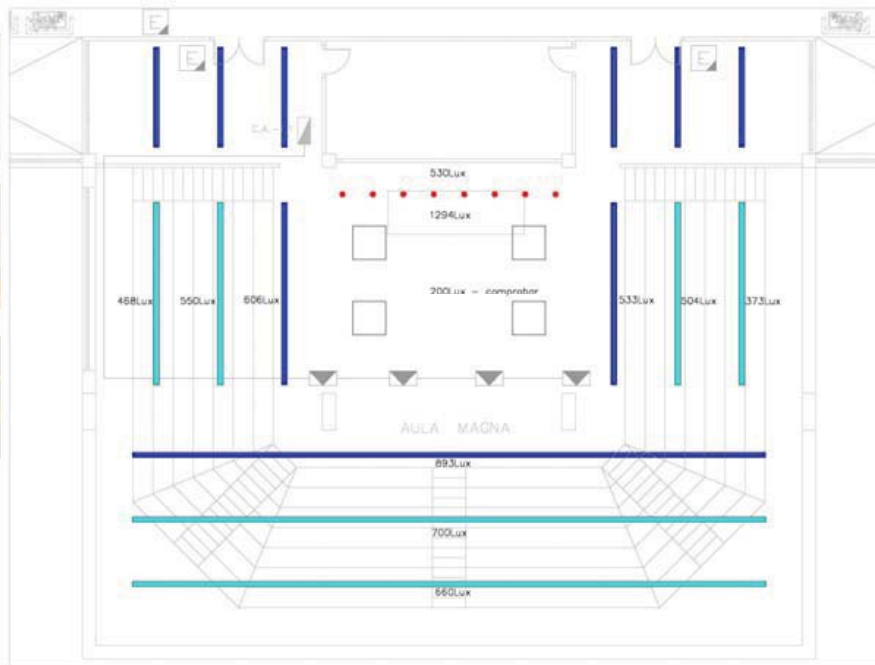 E
E
E
530Lux
1294Lux
200Lux - comprobar
468Lux
550Lux
606Lux
533Lux
504Lux
373Lux
AULA MAGNA
893Lux
700Lux
660Lux